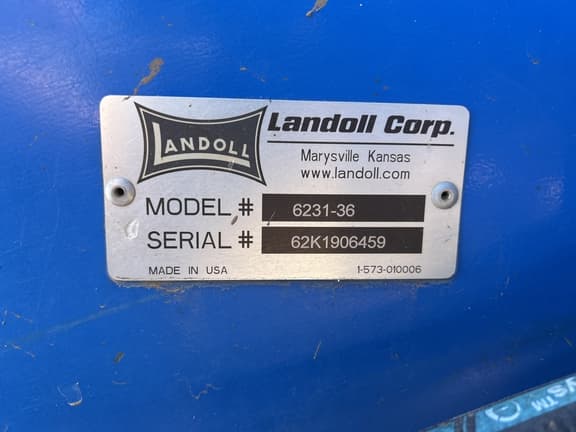 LANDOLL
Landoll Corp.
Marysville Kansas
www.landoll.com
MODEL # 6231-36
SERIAL # 62K1906459
MADE IN USA 1-573-010006